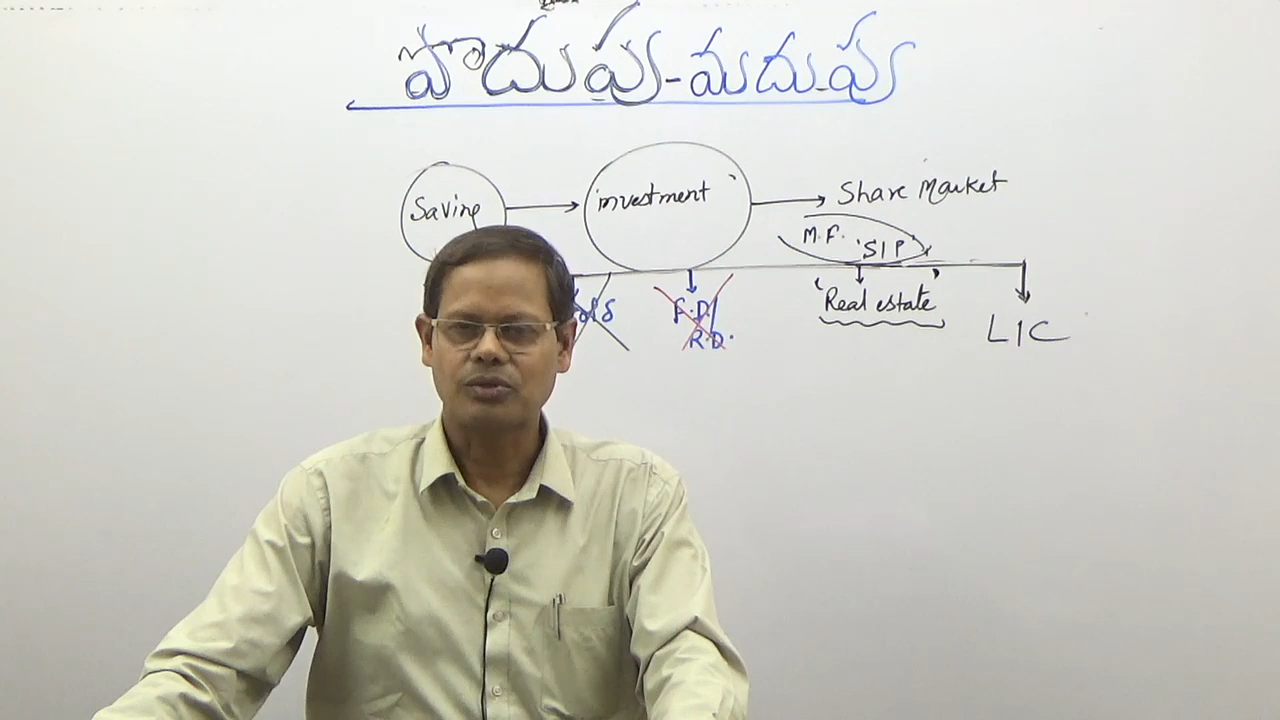 పొదుపు-మదుపు
Saving
investment
Share Market
M.F. 'SIP'
F.D/
R.D.
"Real estate"
LIC